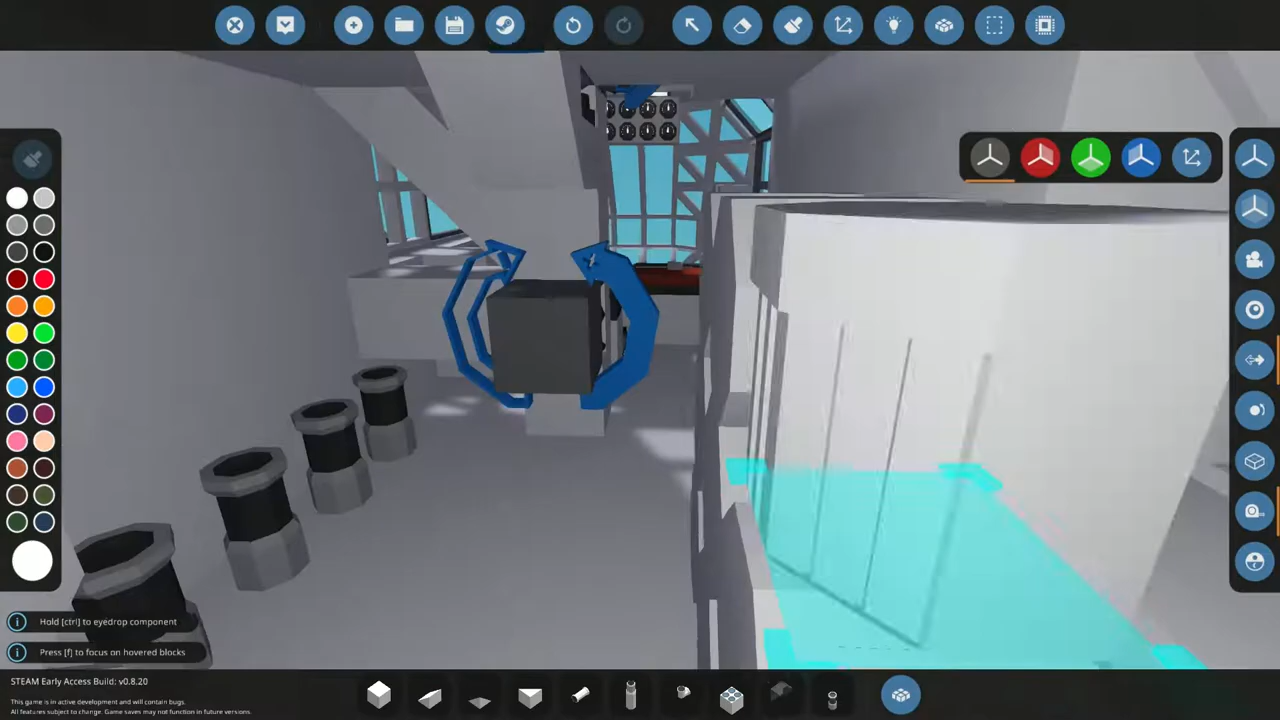 Hold [ctrl] to eyedrop component
Press [f] to focus on hovered blocks
STEAM Early Access Build: v0.8.20
This game is in active development and will contain bugs.
All features subject to change. Game saves may not function in future versions.